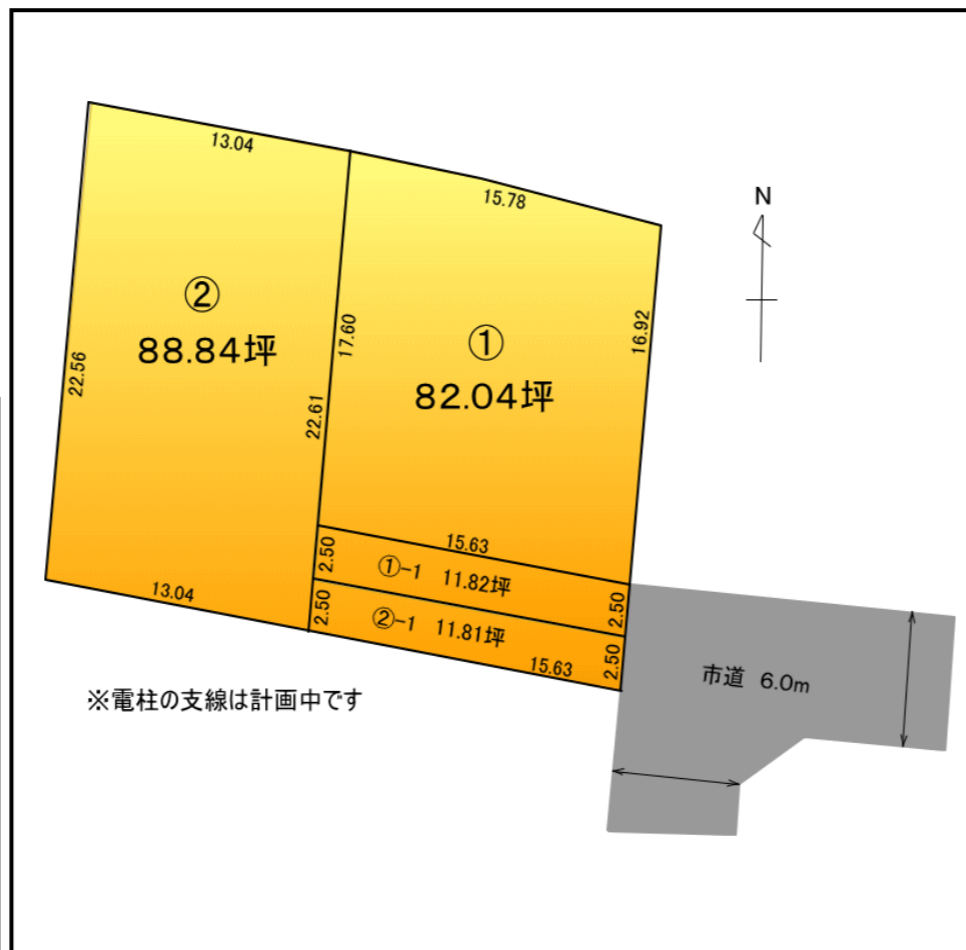 13.04
15.78
N
②
88.84坪
17.60
①
82.04坪
16.92
22.56
22.61
15.63
2.50
①-1 11.82坪
2.50
13.04
2.50
②-1 11.81坪
2.50
15.63
市道 6.0m
※電柱の支線は計画中です